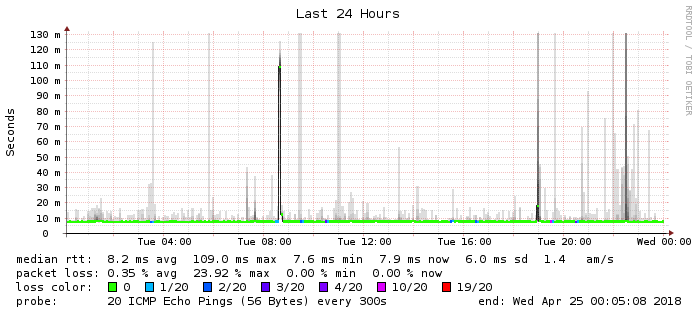 Last 24 Hours
RRDTOOL / TOBI OETIKER
Seconds
130 m
120 m
110 m
100 m
90 m
80 m
70 m
60 m
50 m
40 m
30 m
20 m
10 m
0
Tue 04:00 Tue 08:00 Tue 12:00 Tue 16:00 Tue 20:00 Wed 00:00
median rtt: 8.2 ms avg 109.0 ms max 7.6 ms min 7.9 ms now 6.0 ms sd 1.4 am/s
packet loss: 0.35 % avg 23.92 % max 0.00 % min 0.00 % now
loss color: 0 1/20 2/20 3/20 4/20 10/20 19/20
probe: 20 ICMP Echo Pings (56 Bytes) every 300s end: Wed Apr 25 00:05:08 2018